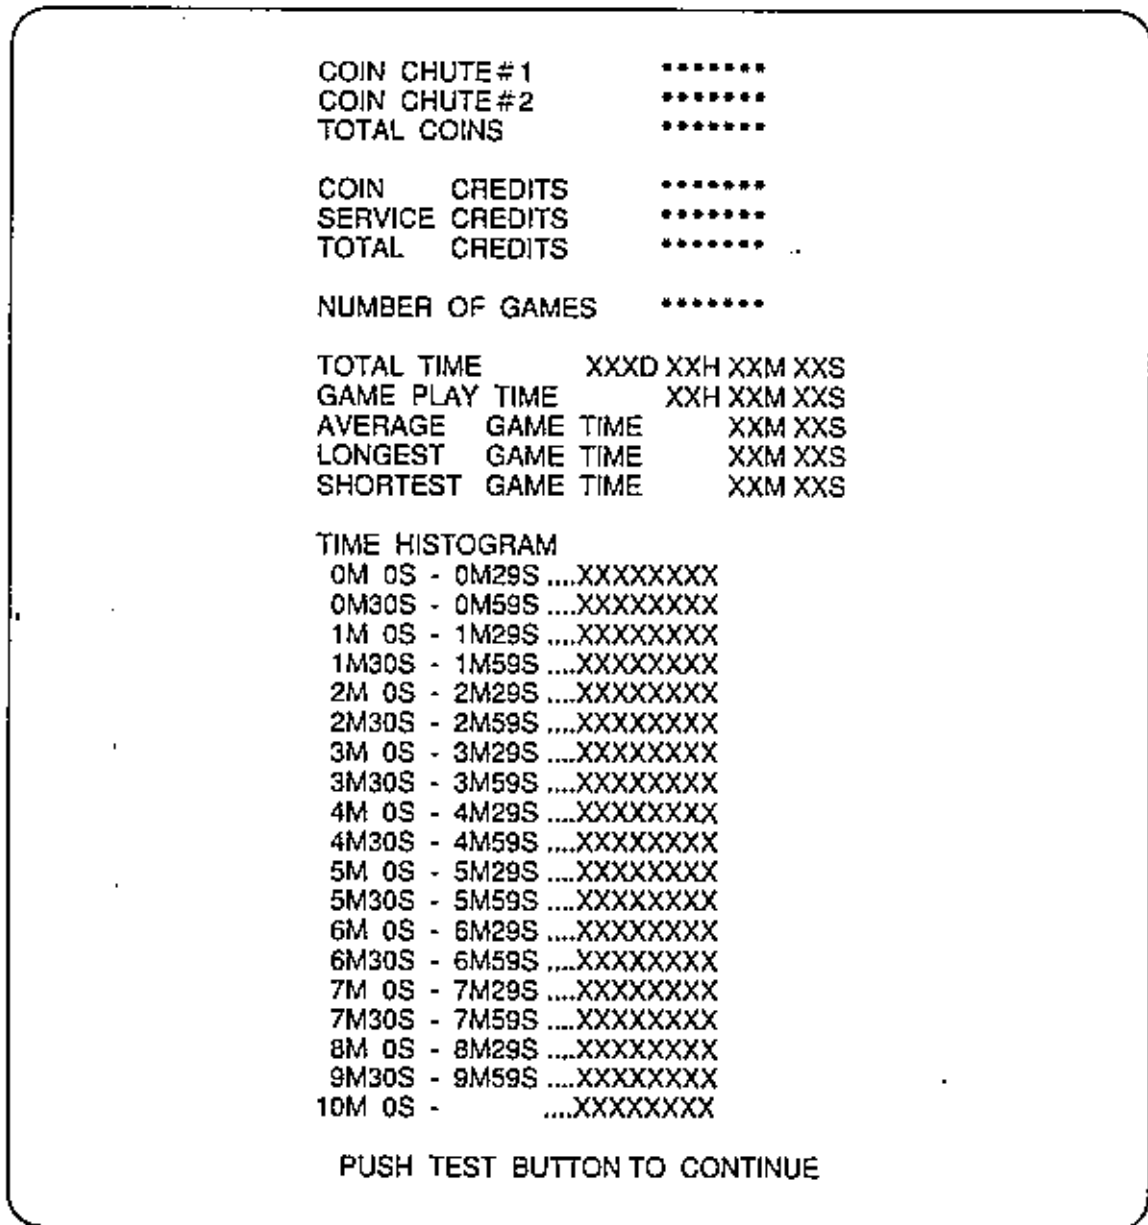 COIN CHUTE#1 *******
COIN CHUTE#2 *******
TOTAL COINS *******
COIN CREDITS *******
SERVICE CREDITS *******
TOTAL CREDITS *******
NUMBER OF GAMES *******
TOTAL TIME XXXD XXH XXM XXS
GAME PLAY TIME XXH XXM XXS
AVERAGE GAME TIME XXM XXS
LONGEST GAME TIME XXM XXS
SHORTEST GAME TIME XXM XXS
TIME HISTOGRAM
0M 0S - 0M29S ....XXXXXXXX
0M30S - 0M59S ....XXXXXXXX
1M 0S - 1M29S ....XXXXXXXX
1M30S - 1M59S ....XXXXXXXX
2M 0S - 2M29S ....XXXXXXXX
2M30S - 2M59S ....XXXXXXXX
3M 0S - 3M29S ....XXXXXXXX
3M30S - 3M59S ....XXXXXXXX
4M 0S - 4M29S ....XXXXXXXX
4M30S - 4M59S ....XXXXXXXX
5M 0S - 5M29S ....XXXXXXXX
5M30S - 5M59S ....XXXXXXXX
6M 0S - 6M29S ....XXXXXXXX
6M30S - 6M59S ....XXXXXXXX
7M 0S - 7M29S ....XXXXXXXX
7M30S - 7M59S ....XXXXXXXX
8M 0S - 8M29S ....XXXXXXXX
9M30S - 9M59S ....XXXXXXXX
10M 0S - ....XXXXXXXX
PUSH TEST BUTTON TO CONTINUE